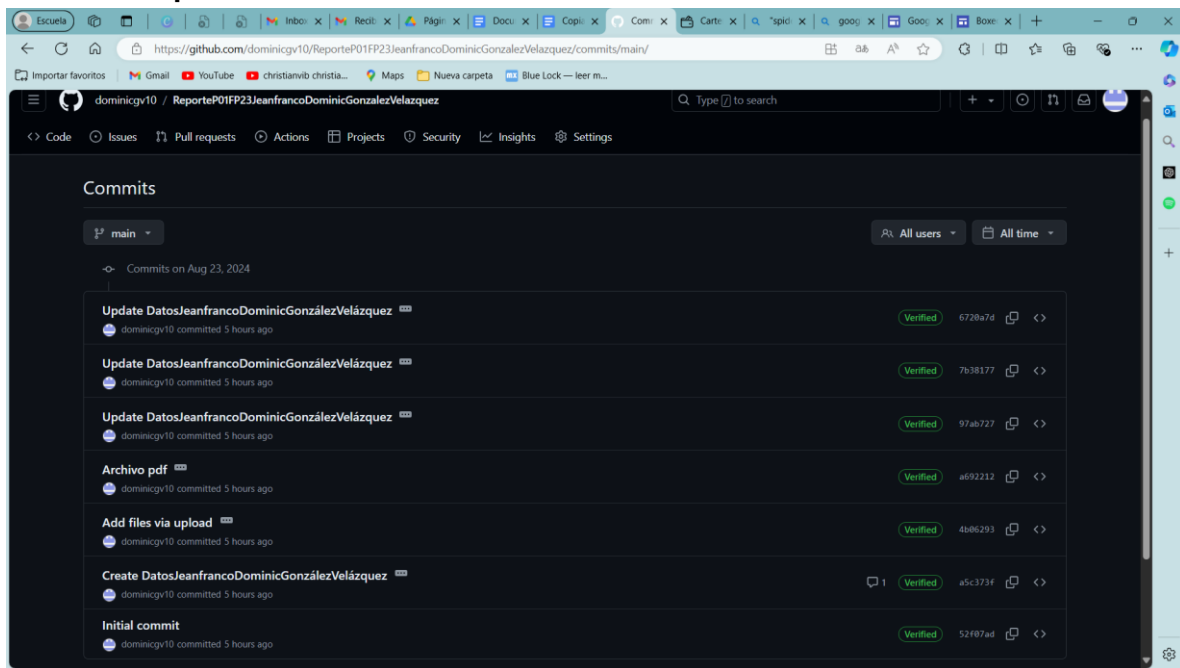 Escuela
Inbo:
Recib
Págin
Docu
Copia
Comr
Carte
"spid
goog
Goog
Boxe
https://github.com/dominicgv10/ReporteP01FP23JeanfrancoDominicGonzalezVelazquez/commits/main/
Importar favoritos
Gmail
YouTube
christianvib christia...
Maps
Nueva carpeta
Blue Lock — leer m...
dominicgv10 / ReporteP01FP23JeanfrancoDominicGonzalezVelazquez
Type / to search
Code
Issues
Pull requests
Actions
Projects
Security
Insights
Settings
Commits
main
All users
All time
Commits on Aug 23, 2024
Update DatosJeanfrancoDominicGonzálezVelázquez
dominicgv10 committed 5 hours ago
Verified 6720a7d
Update DatosJeanfrancoDominicGonzálezVelázquez
dominicgv10 committed 5 hours ago
Verified 7b38177
Update DatosJeanfrancoDominicGonzálezVelázquez
dominicgv10 committed 5 hours ago
Verified 97ab727
Archivo pdf
dominicgv10 committed 5 hours ago
Verified a692212
Add files via upload
dominicgv10 committed 5 hours ago
Verified 4b06293
Create DatosJeanfrancoDominicGonzálezVelázquez
dominicgv10 committed 5 hours ago
1 Verified a5c373f
Initial commit
dominicgv10 committed 5 hours ago
Verified 52f07ad